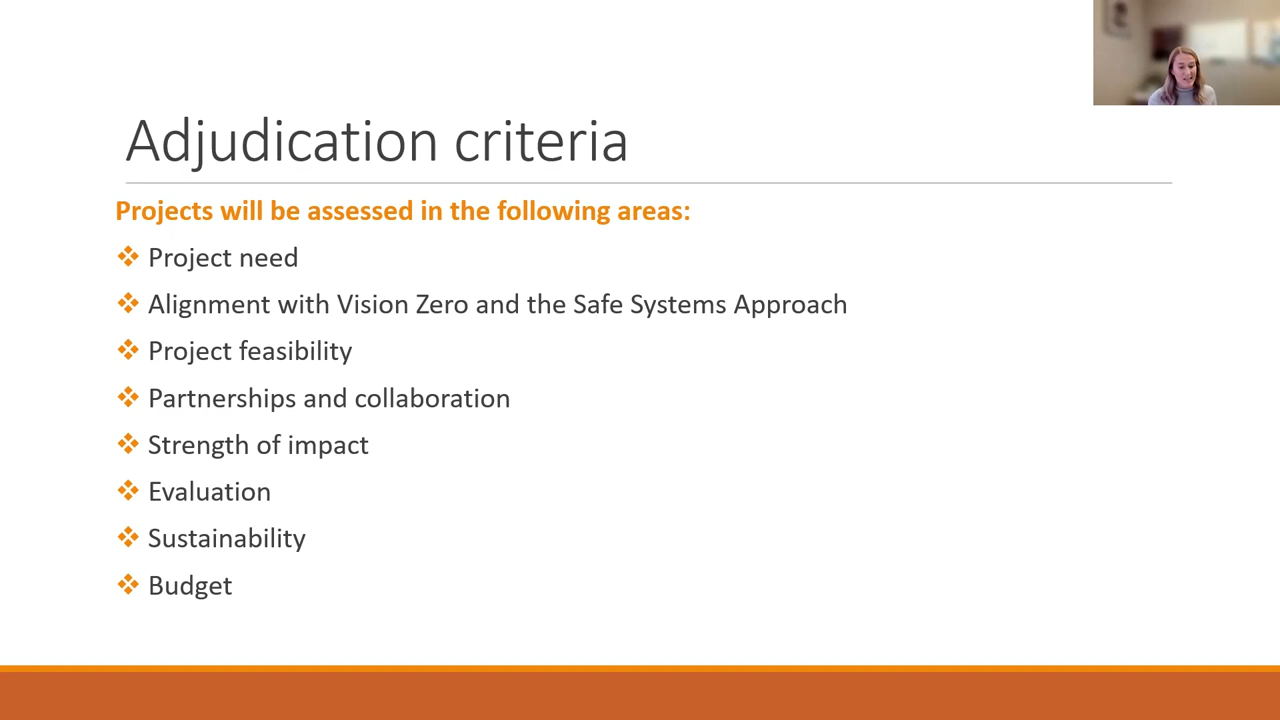 Adjudication criteria
Projects will be assessed in the following areas:
Project need
Alignment with Vision Zero and the Safe Systems Approach
Project feasibility
Partnerships and collaboration
Strength of impact
Evaluation
Sustainability
Budget